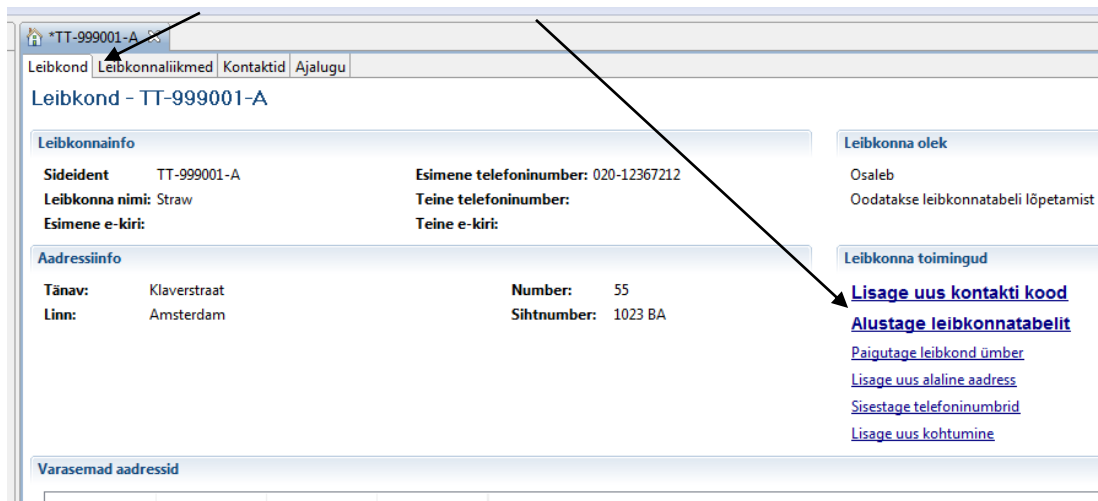 *TT-999001-A
Leibkond Leibkonnaliikmed Kontaktid Ajalugu
Leibkond - TT-999001-A
Leibkonnainfo
Sideident TT-999001-A
Esimene telefoninumber: 020-12367212
Leibkonna nimi: Straw
Teine telefoninumber:
Esimene e-kiri:
Teine e-kiri:
Leibkonna olek
Osaleb
Oodatakse leibkonnatabeli lõpetamist
Aadressiinfo
Tänav: Klaverstraat
Number: 55
Linn: Amsterdam
Sihtnumber: 1023 BA
Leibkonna toimingud
Lisage uus kontakti kood
Alustage leibkonnatabelit
Paigutage leibkond ümber
Lisage uus alaline aadress
Sisestage telefoninumbrid
Lisage uus kohtumine
Varasemad aadressid